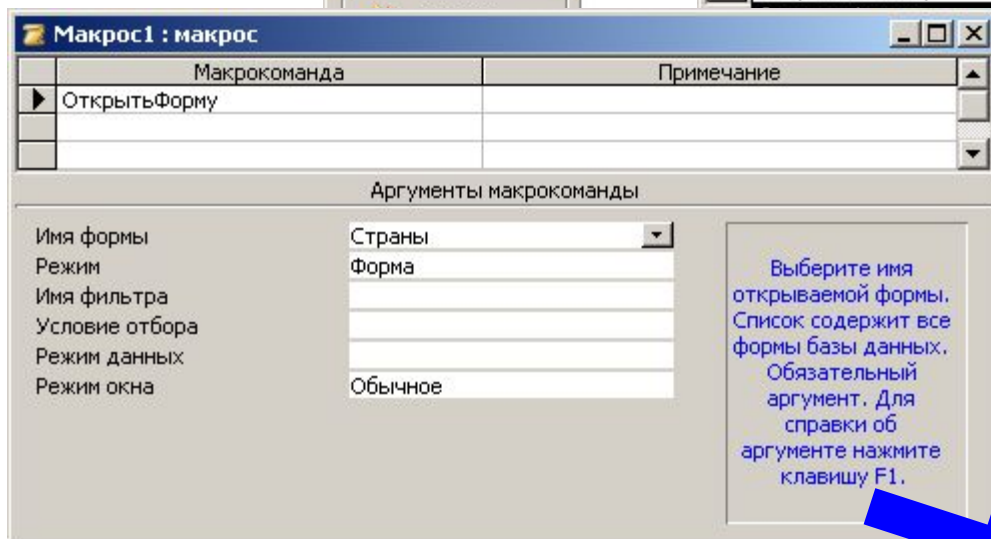 Макрос1 : макрос
Макрокоманда Примечание
ОткрытьФорму
Аргументы макрокоманды
Имя формы Страны
Режим Форма
Имя фильтра
Условие отбора
Режим данных
Режим окна Обычное
Выберите имя
открываемой формы.
Список содержит все
формы базы данных.
Обязательный
аргумент. Для
справки об
аргументе нажмите
клавишу F1.